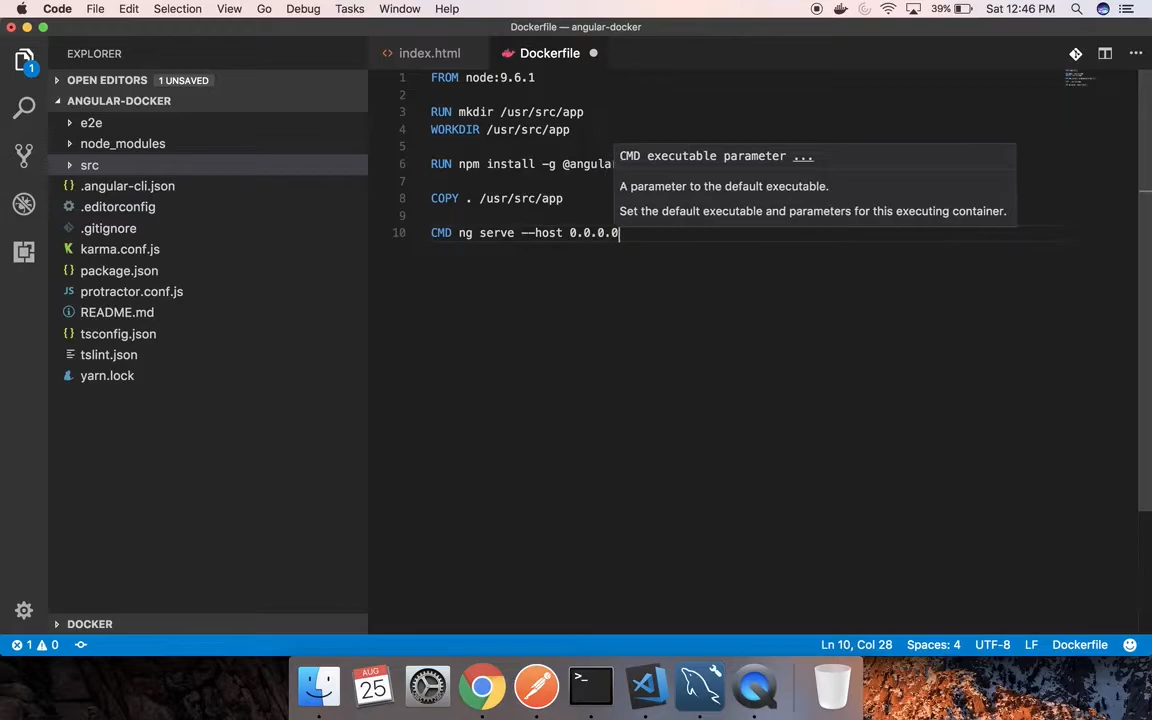 Code File Edit Selection View Go Debug Tasks Window Help 39% Sat 12:46 PM
Dockerfile — angular-docker
EXPLORER
index.html
Dockerfile
1
OPEN EDITORS 1 UNSAVED
ANGULAR-DOCKER
e2e
node_modules
src
.angular-cli.json
.editorconfig
.gitignore
karma.conf.js
package.json
protractor.conf.js
README.md
tsconfig.json
tslint.json
yarn.lock
DOCKER
1 FROM node:9.6.1
2
3 RUN mkdir /usr/src/app
4 WORKDIR /usr/src/app
5
6 RUN npm install -g @angular
7
8 COPY . /usr/src/app
9
10 CMD ng serve --host 0.0.0.0
CMD executable parameter ...
A parameter to the default executable.
Set the default executable and parameters for this executing container.
1 0 Ln 10, Col 28 Spaces: 4 UTF-8 LF Dockerfile
AUG
25